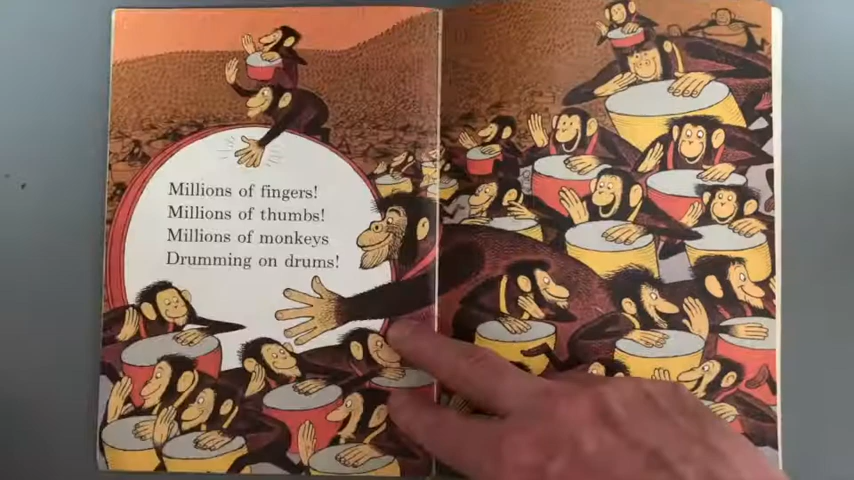 Millions of fingers!
Millions of thumbs!
Millions of monkeys
Drumming on drums!